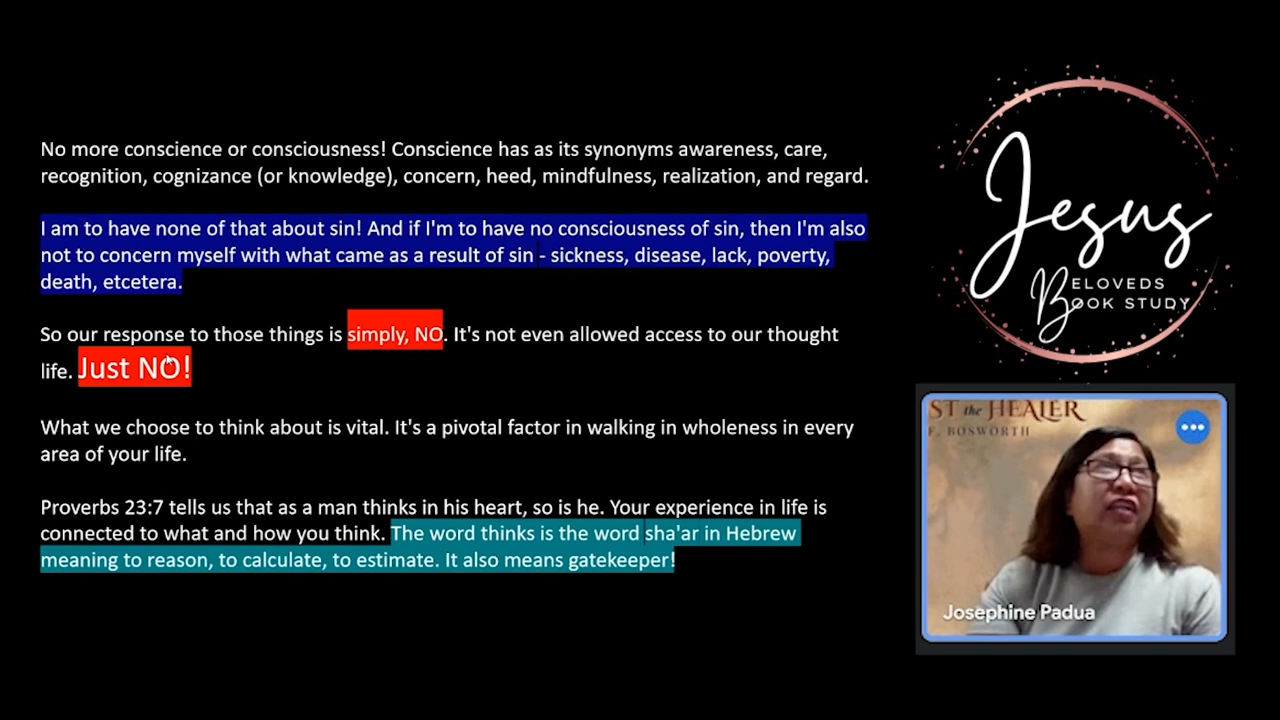 No more conscience or consciousness! Conscience has as its synonyms awareness, care,
recognition, cognizance (or knowledge), concern, heed, mindfulness, realization, and regard.
I am to have none of that about sin! And if I'm to have no consciousness of sin, then I'm also
not to concern myself with what came as a result of sin - sickness, disease, lack, poverty,
death, etcetera.
So our response to those things is simply, NO. It's not even allowed access to our thought
life. Just NO!
What we choose to think about is vital. It's a pivotal factor in walking in wholeness in every
area of your life.
Proverbs 23:7 tells us that as a man thinks in his heart, so is he. Your experience in life is
connected to what and how you think. The word thinks is the word sha'ar in Hebrew
meaning to reason, to calculate, to estimate. It also means gatekeeper!
Jesus
BELOVEDS
BOOK STUDY
ST the HEALER
F. BOSWORTH
Josephine Padua